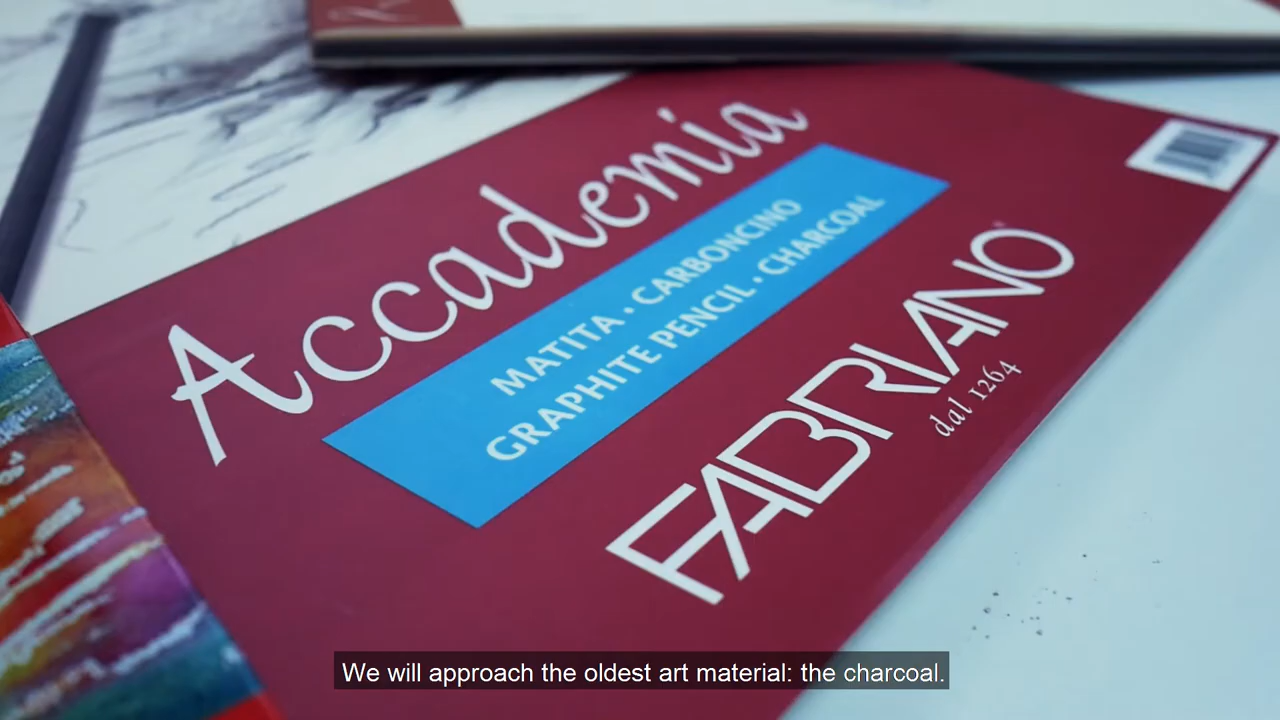 Accademia
MATITA · CARBONCINO
GRAPHITE PENCIL · CHARCOAL
FABRIANO
dal 1264
We will approach the oldest art material: the charcoal.